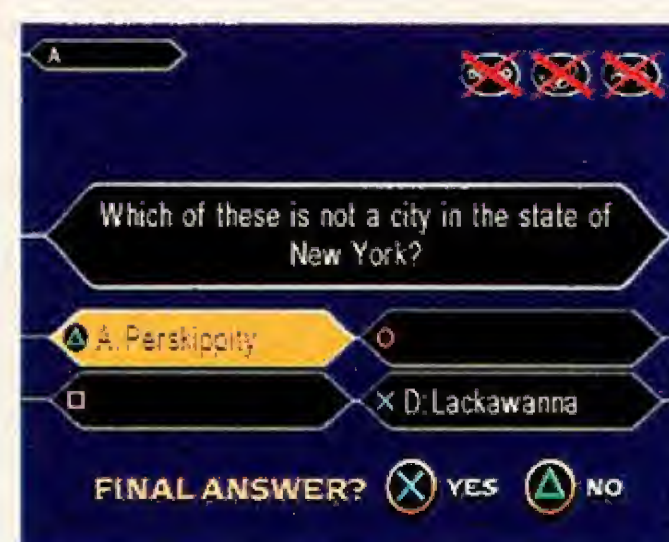 A
Which of these is not a city in the state of
New York?
A: Perskippity
D: Lackawanna
FINAL ANSWER? YES NO